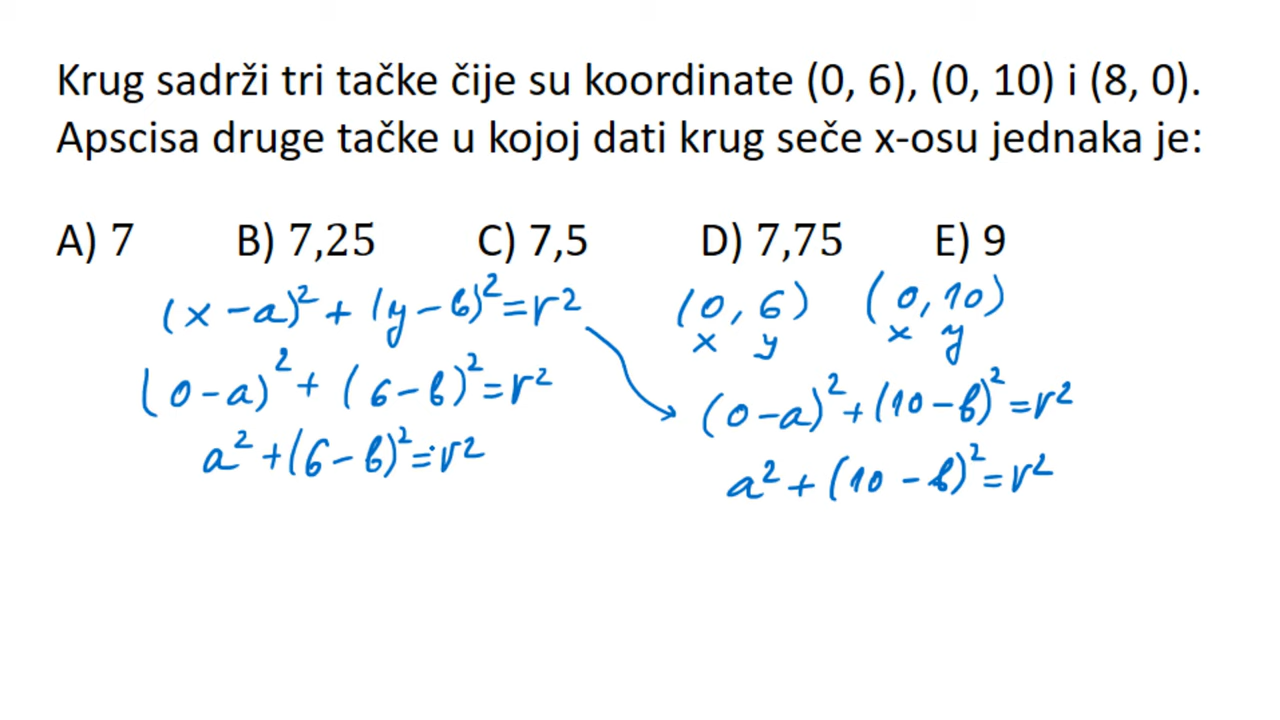 Krug sadrži tri tačke čije su koordinate (0, 6), (0, 10) i (8, 0).
Apscisa druge tačke u kojoj dati krug seče x-osu jednaka je:
A) 7 B) 7,25 C) 7,5 D) 7,75 E) 9
(x-a)²+(y-b)²=r² (0,6) (0,10)
x y x y
(0-a)²+(6-b)²=r² (0-a)²+(10-b)²=r²
a²+(6-b)²=r² a²+(10-b)²=r²